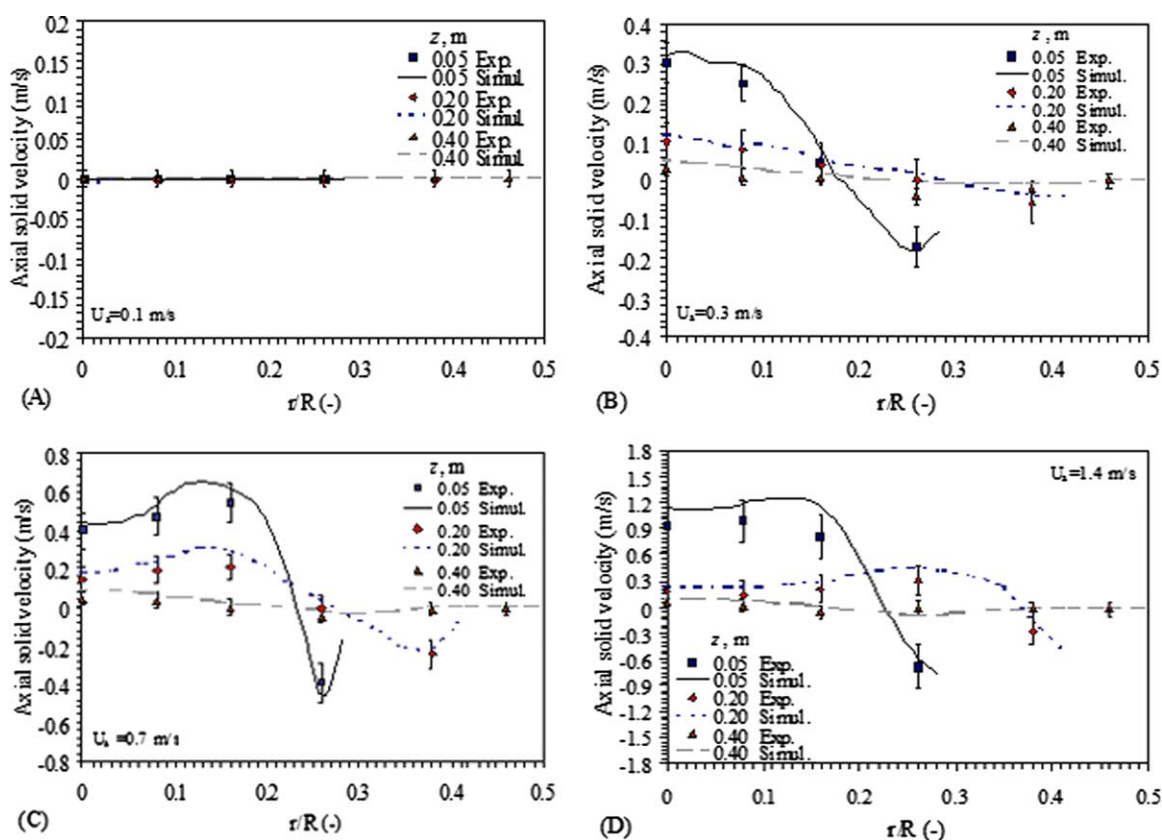 0.2
0.15
0.1
0.05
0
-0.05
-0.1
-0.15
-0.2
Axial solid velocity (m/s)
z, m
0.05 Exp.
0.05 Simul.
0.20 Exp.
0.20 Simul.
0.40 Exp.
0.40 Simul.
Uₐ=0.1 m/s
0 0.1 0.2 0.3 0.4 0.5
r/R (-)
(A)
0.4
0.3
0.2
0.1
0
-0.1
-0.2
-0.3
-0.4
Axial solid velocity (m/s)
z, m
0.05 Exp.
0.05 Simul.
0.20 Exp.
0.20 Simul.
0.40 Exp.
0.40 Simul.
Uₐ=0.3 m/s
0 0.1 0.2 0.3 0.4 0.5
r/R (-)
(B)
0.8
0.6
0.4
0.2
0
-0.2
-0.4
-0.6
-0.8
Axial solid velocity (m/s)
z, m
0.05 Exp.
0.05 Simul.
0.20 Exp.
0.20 Simul.
0.40 Exp.
0.40 Simul.
Uₐ =0.7 m/s
0 0.1 0.2 0.3 0.4 0.5
r/R (-)
(C)
1.8
1.5
1.2
0.9
0.6
0.3
0
-0.3
-0.6
-0.9
-1.2
-1.5
-1.8
Axial solid velocity (m/s)
Uₐ=1.4 m/s
z, m
0.05 Exp.
0.05 Simul.
0.20 Exp.
0.20 Simul.
0.40 Exp.
0.40 Simul.
0 0.1 0.2 0.3 0.4 0.5
r/R (-)
(D)